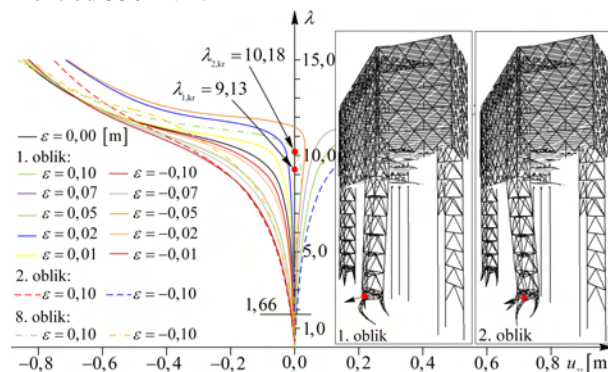 λ
15,0
λ₂,kr = 10,18
λ₁,kr = 9,13
10,0
ε = 0,00 [m]
1. oblik:
ε = 0,10 ε = −0,10
ε = 0,07 ε = −0,07
ε = 0,05 ε = −0,05
ε = 0,02 ε = −0,02
ε = 0,01 ε = −0,01
5,0
2. oblik:
ε = 0,10 ε = −0,10
1,66
8. oblik:
ε = 0,10 ε = −0,10
1,0
1. oblik 2. oblik
−0,8 −0,6 −0,4 −0,2 0,0 0,2 0,4 0,6 0,8 [m]